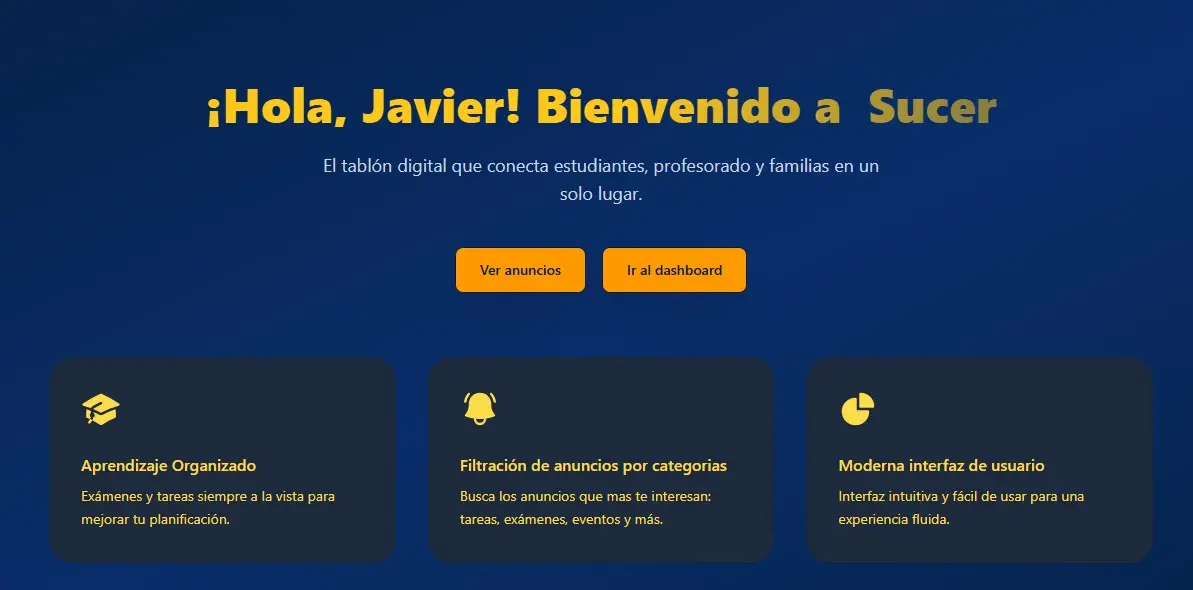 ¡Hola, Javier! Bienvenido a Sucer
El tablón digital que conecta estudiantes, profesorado y familias en un
solo lugar.
Ver anuncios
Ir al dashboard
Aprendizaje Organizado
Exámenes y tareas siempre a la vista para
mejorar tu planificación.
Filtración de anuncios por categorias
Busca los anuncios que mas te interesan:
tareas, exámenes, eventos y más.
Moderna interfaz de usuario
Interfaz intuitiva y fácil de usar para una
experiencia fluida.